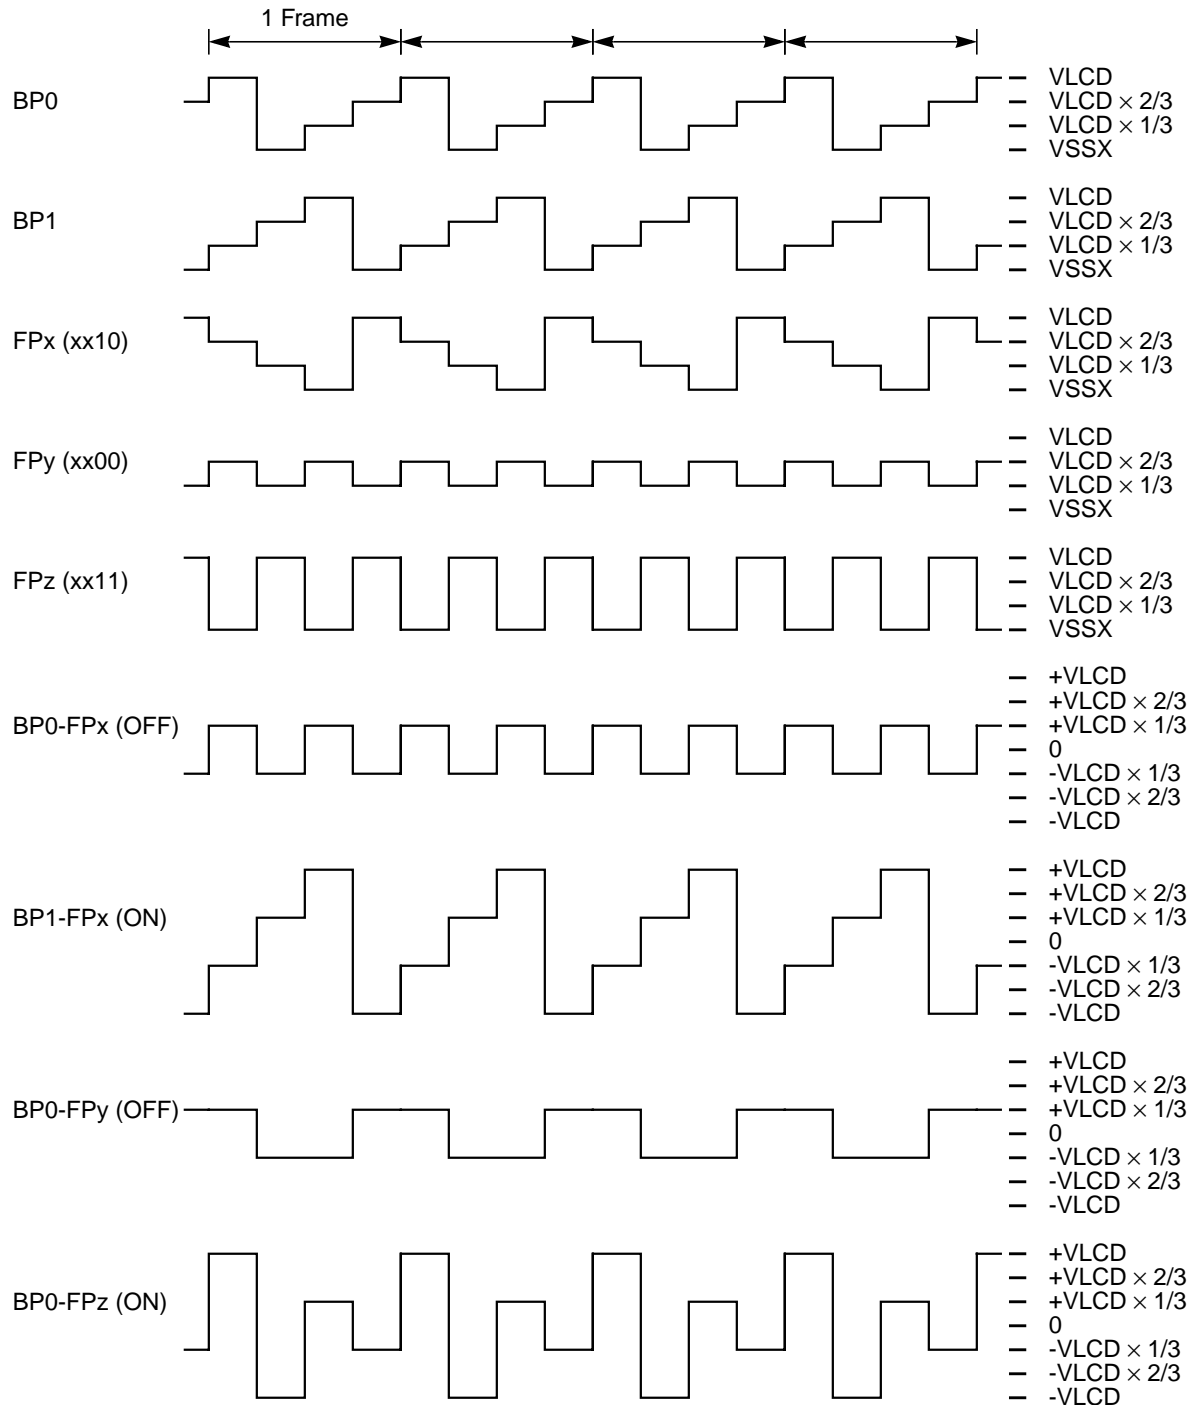 1 Frame
BP0
VLCD
VLCD × 2/3
VLCD × 1/3
VSSX
BP1
VLCD
VLCD × 2/3
VLCD × 1/3
VSSX
FPx (xx10)
VLCD
VLCD × 2/3
VLCD × 1/3
VSSX
FPy (xx00)
VLCD
VLCD × 2/3
VLCD × 1/3
VSSX
FPz (xx11)
VLCD
VLCD × 2/3
VLCD × 1/3
VSSX
BP0-FPx (OFF)
+VLCD
+VLCD × 2/3
+VLCD × 1/3
0
-VLCD × 1/3
-VLCD × 2/3
-VLCD
BP1-FPx (ON)
+VLCD
+VLCD × 2/3
+VLCD × 1/3
0
-VLCD × 1/3
-VLCD × 2/3
-VLCD
BP0-FPy (OFF)
+VLCD
+VLCD × 2/3
+VLCD × 1/3
0
-VLCD × 1/3
-VLCD × 2/3
-VLCD
BP0-FPz (ON)
+VLCD
+VLCD × 2/3
+VLCD × 1/3
0
-VLCD × 1/3
-VLCD × 2/3
-VLCD